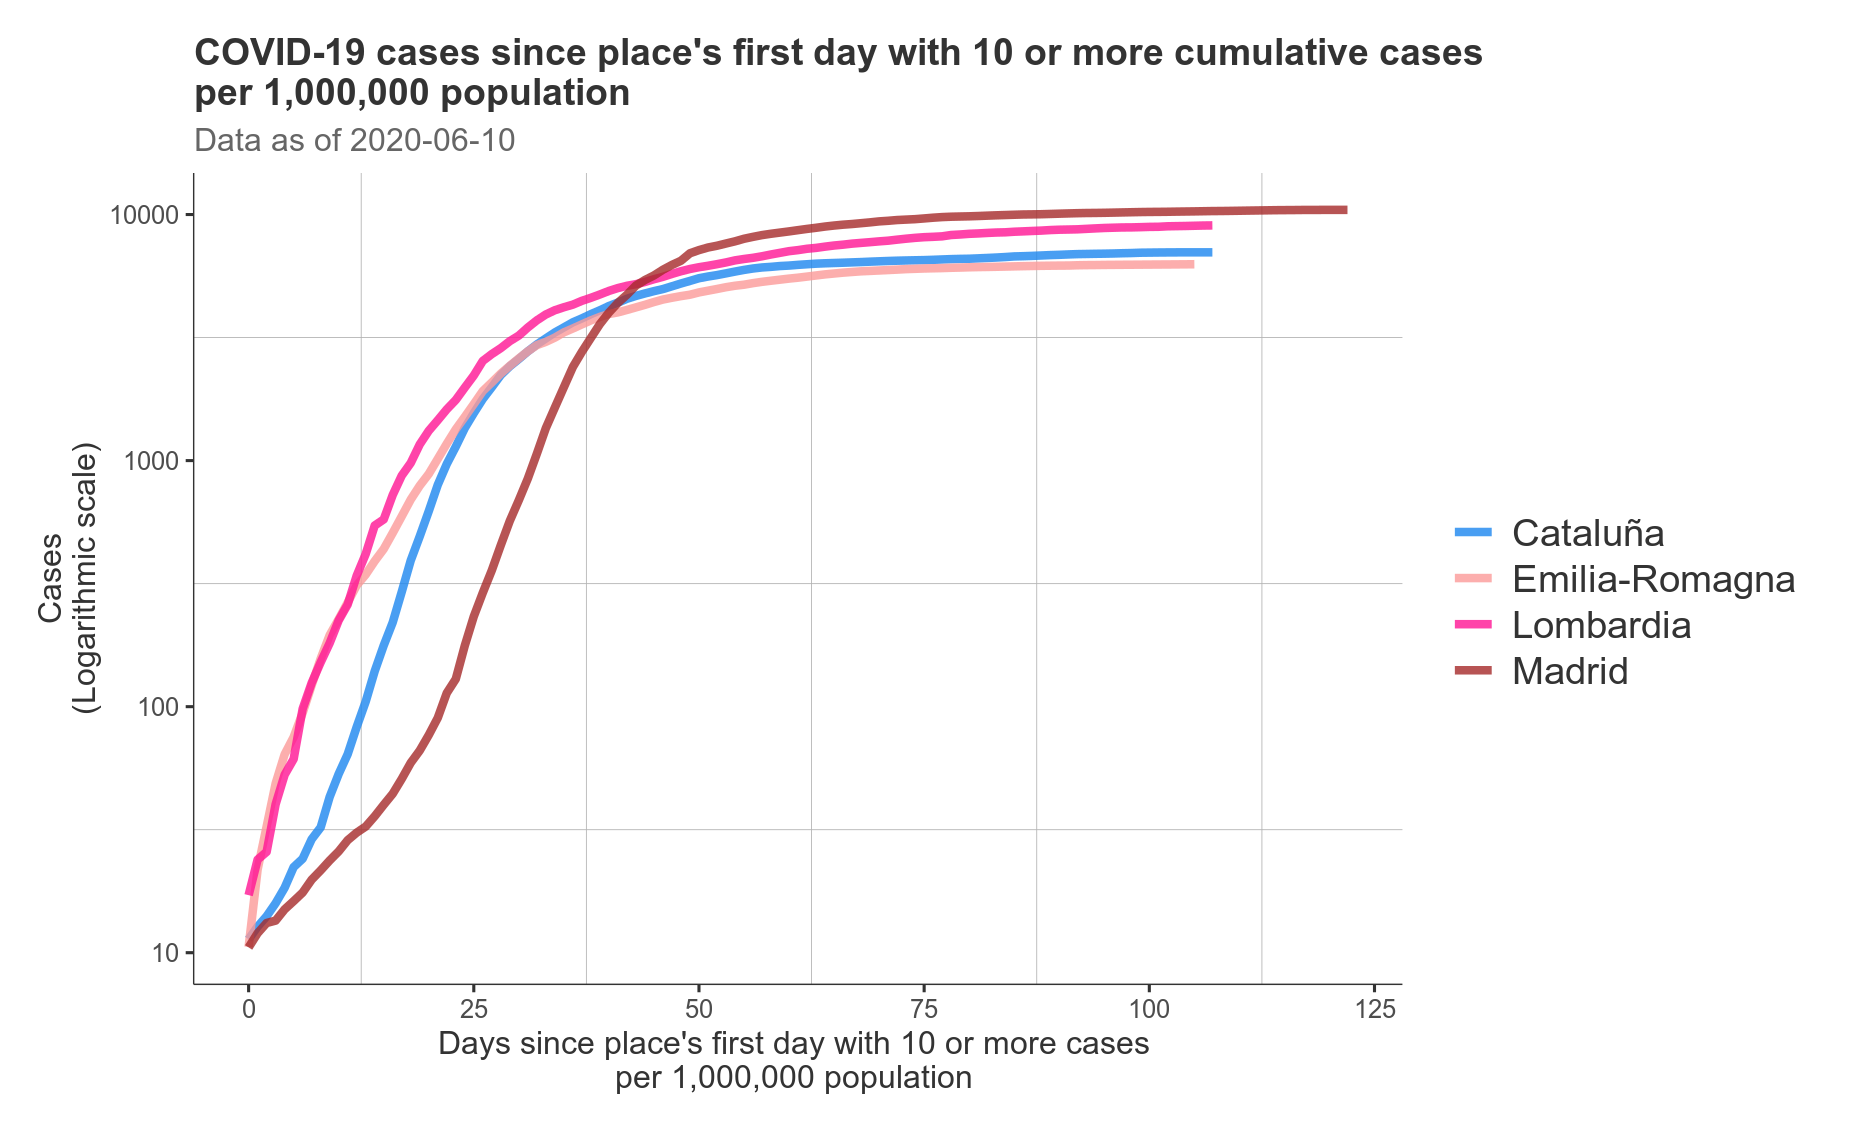 COVID-19 cases since place's first day with 10 or more cumulative cases
per 1,000,000 population
Data as of 2020-06-10
Cases
(Logarithmic scale)
10000
1000
100
10
0
25
50
75
100
125
Days since place's first day with 10 or more cases
per 1,000,000 population
Cataluña
Emilia-Romagna
Lombardia
Madrid